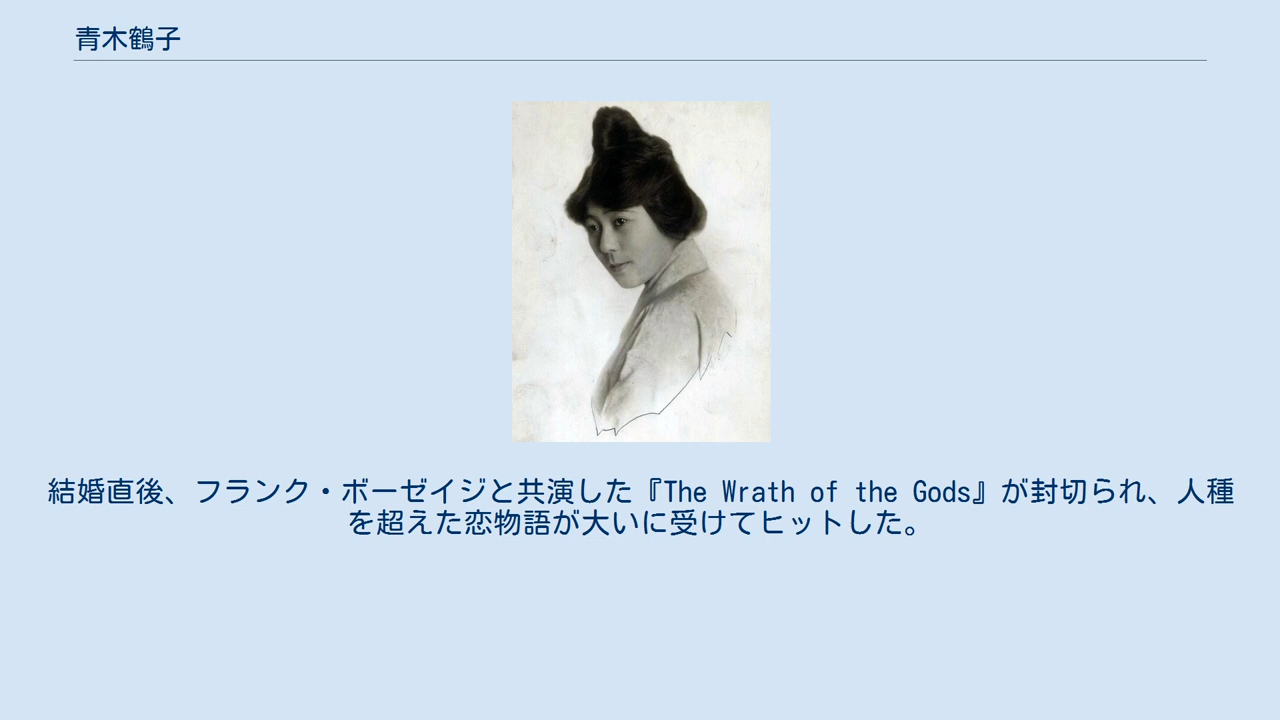 青木鶴子
結婚直後、フランク・ボーゼイジと共演した『The Wrath of the Gods』が封切られ、人種
を超えた恋物語が大いに受けてヒットした。